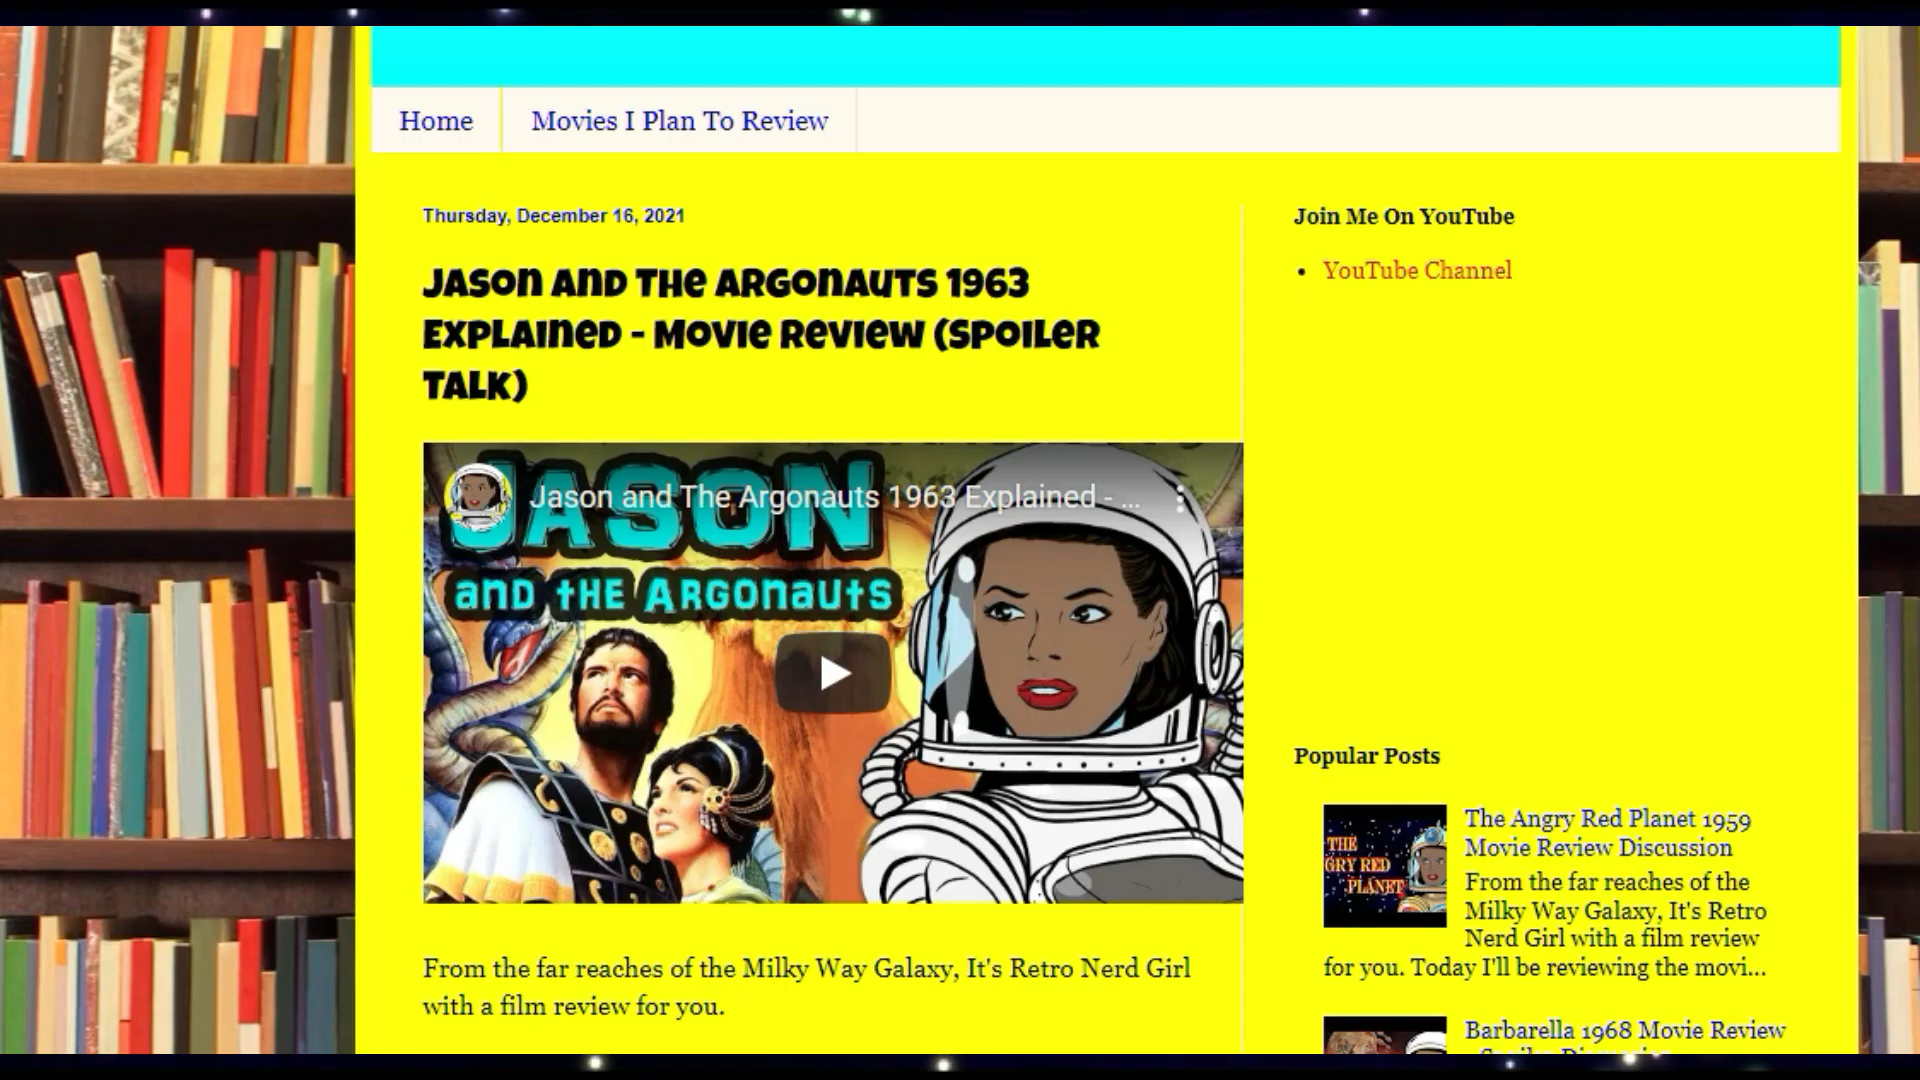 Home
Movies I Plan To Review
Thursday, December 16, 2021
Jason and The Argonauts 1963
Explained - Movie Review (Spoiler
Talk)
Jason and The Argonauts 1963 Explained - ...
JASON
and the Argonauts
From the far reaches of the Milky Way Galaxy, It's Retro Nerd Girl
with a film review for you.
Join Me On YouTube
• YouTube Channel
Popular Posts
THE
GRY RED
PLANET
The Angry Red Planet 1959
Movie Review Discussion
From the far reaches of the
Milky Way Galaxy, It's Retro
Nerd Girl with a film review
for you. Today I'll be reviewing the movi...
Barbarella 1968 Movie Review